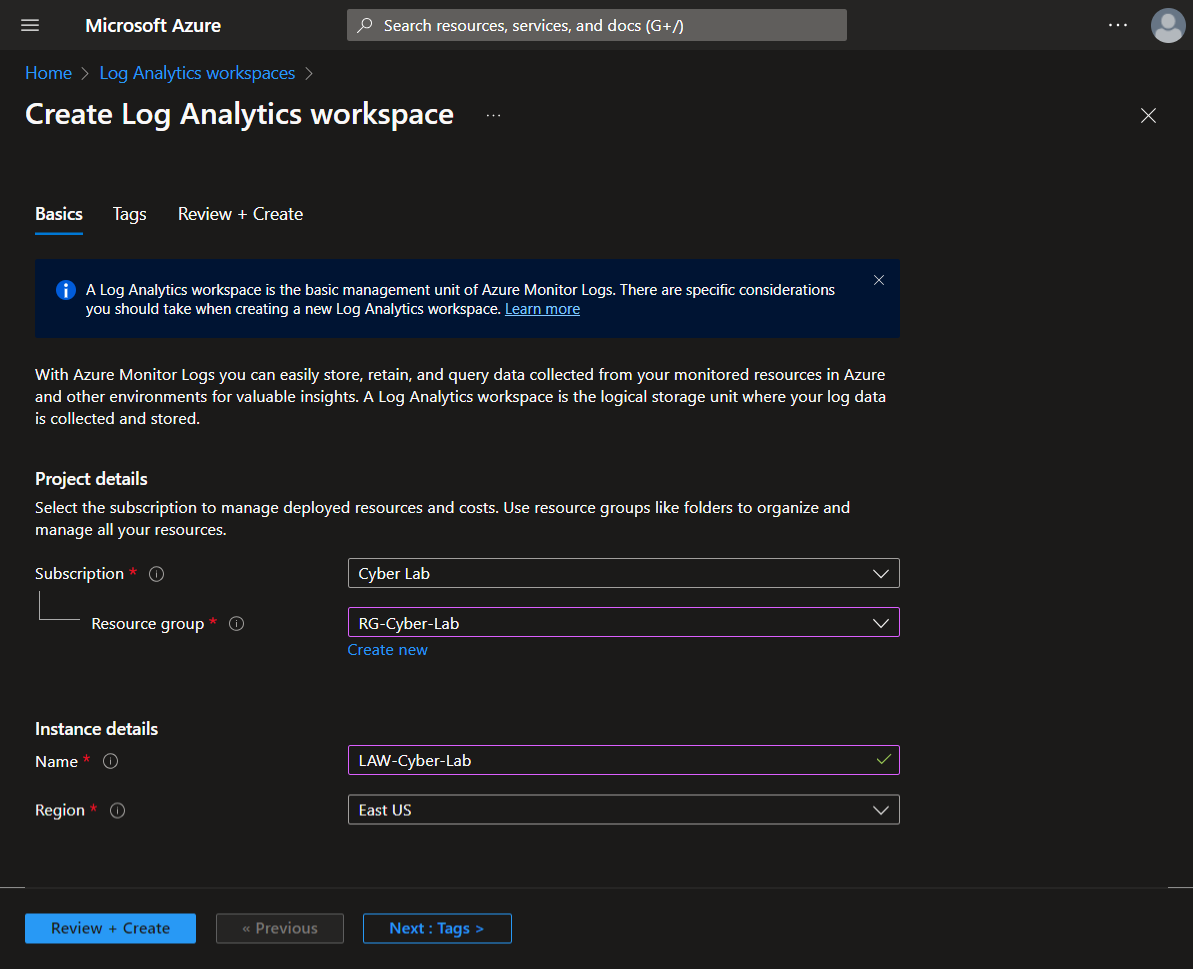 Microsoft Azure
Search resources, services, and docs (G+/)
Home > Log Analytics workspaces >
Create Log Analytics workspace ...
Basics Tags Review + Create
A Log Analytics workspace is the basic management unit of Azure Monitor Logs. There are specific considerations
you should take when creating a new Log Analytics workspace. Learn more
With Azure Monitor Logs you can easily store, retain, and query data collected from your monitored resources in Azure
and other environments for valuable insights. A Log Analytics workspace is the logical storage unit where your log data
is collected and stored.
Project details
Select the subscription to manage deployed resources and costs. Use resource groups like folders to organize and
manage all your resources.
Subscription * Cyber Lab
Resource group * RG-Cyber-Lab
Create new
Instance details
Name * LAW-Cyber-Lab
Region * East US
Review + Create « Previous Next : Tags >